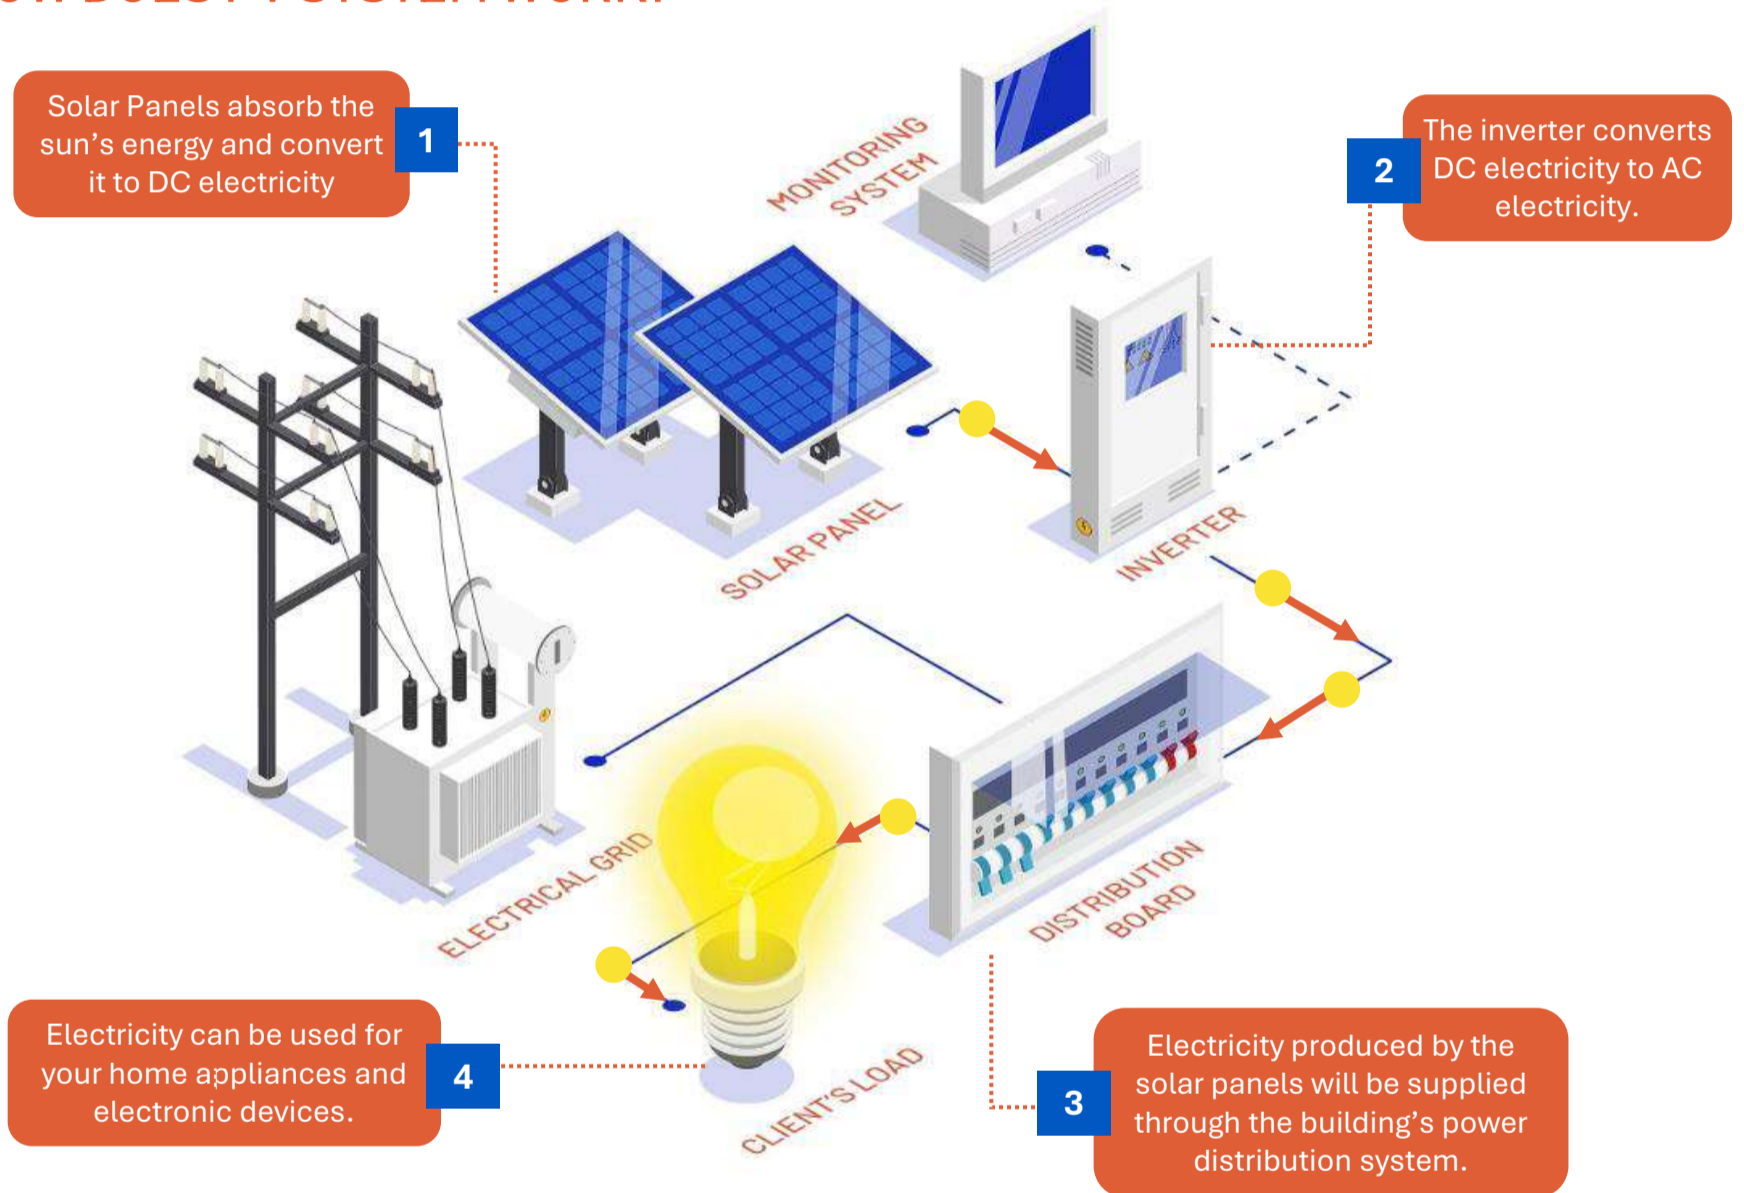 Solar Panels absorb the
sun's energy and convert
it to DC electricity
1
MONITORING
SYSTEM
2
The inverter converts
DC electricity to AC
electricity.
SOLAR PANEL
INVERTER
ELECTRICAL GRID
DISTRIBUTION
BOARD
Electricity can be used for
your home appliances and
electronic devices.
4
CLIENT'S LOAD
3
Electricity produced by the
solar panels will be supplied
through the building's power
distribution system.